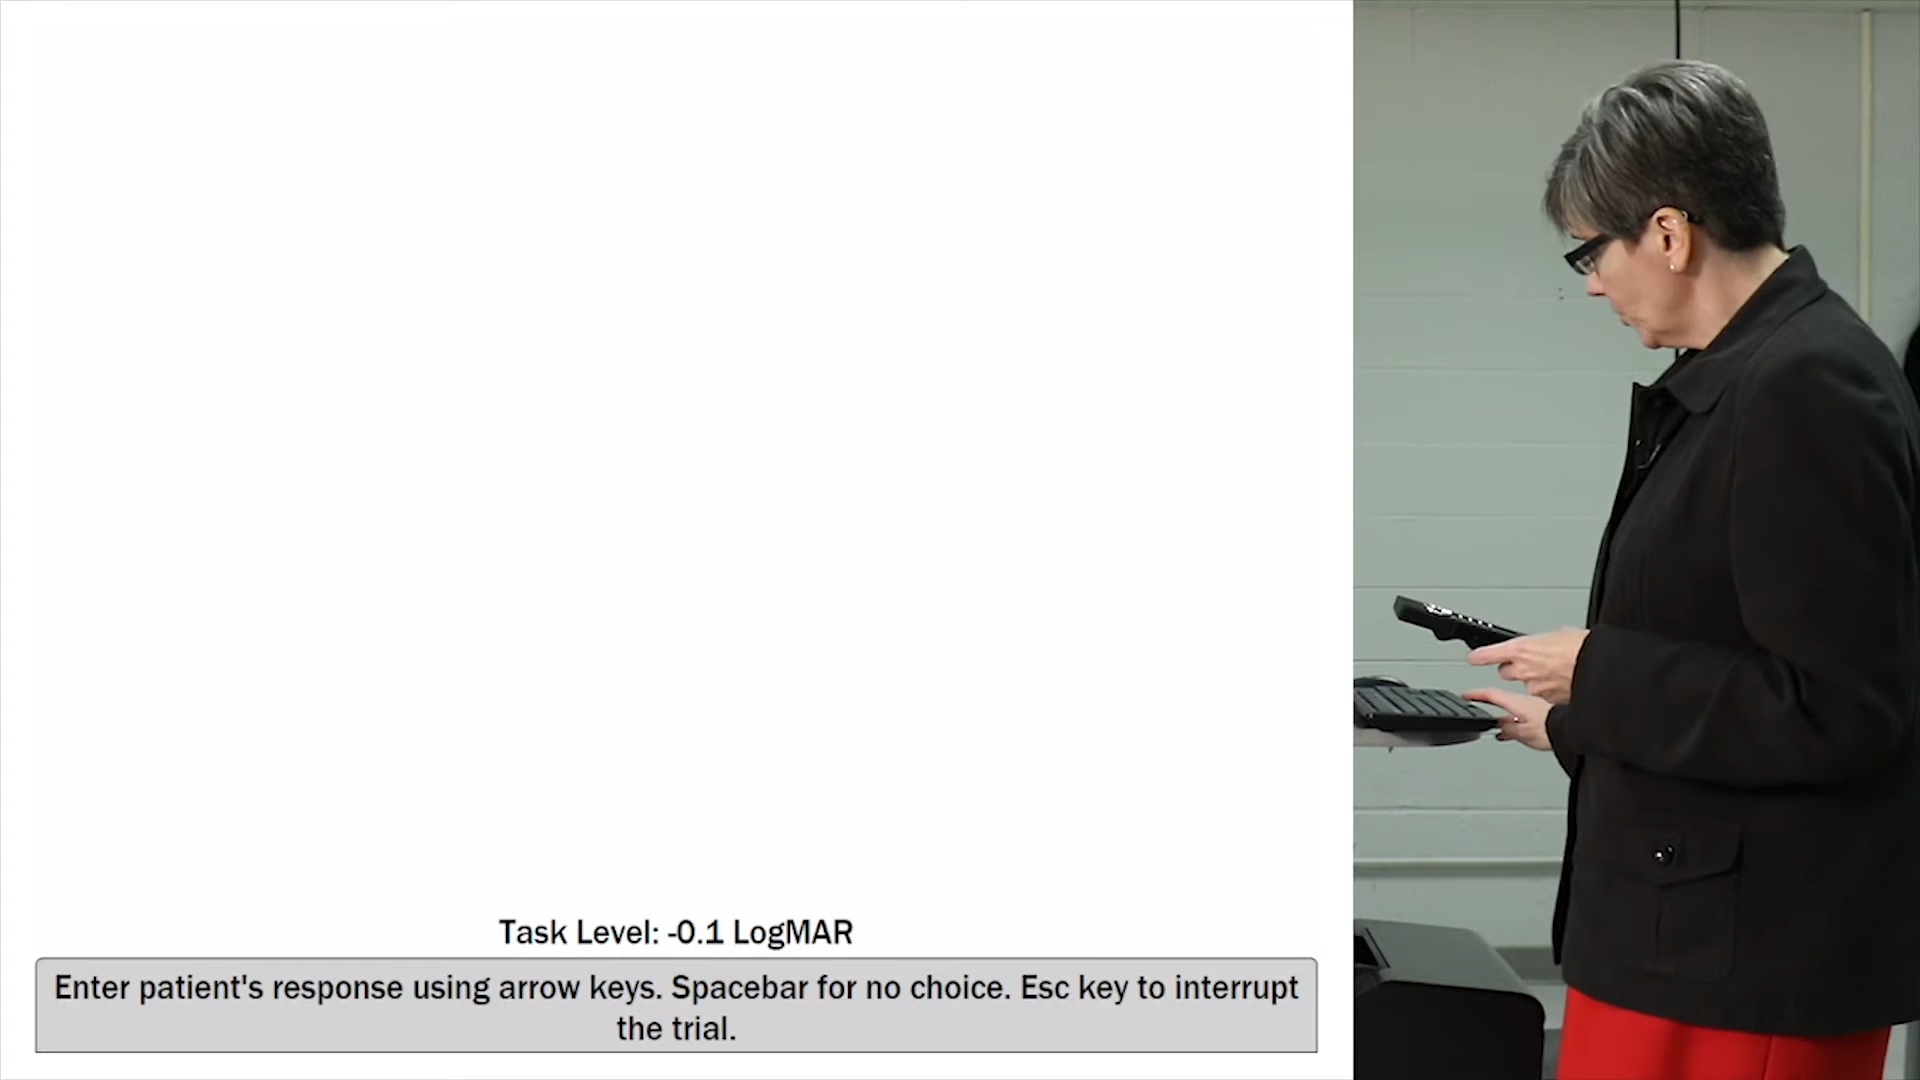 Task Level: -0.1 LogMAR
Enter patient's response using arrow keys. Spacebar for no choice. Esc key to interrupt
the trial.